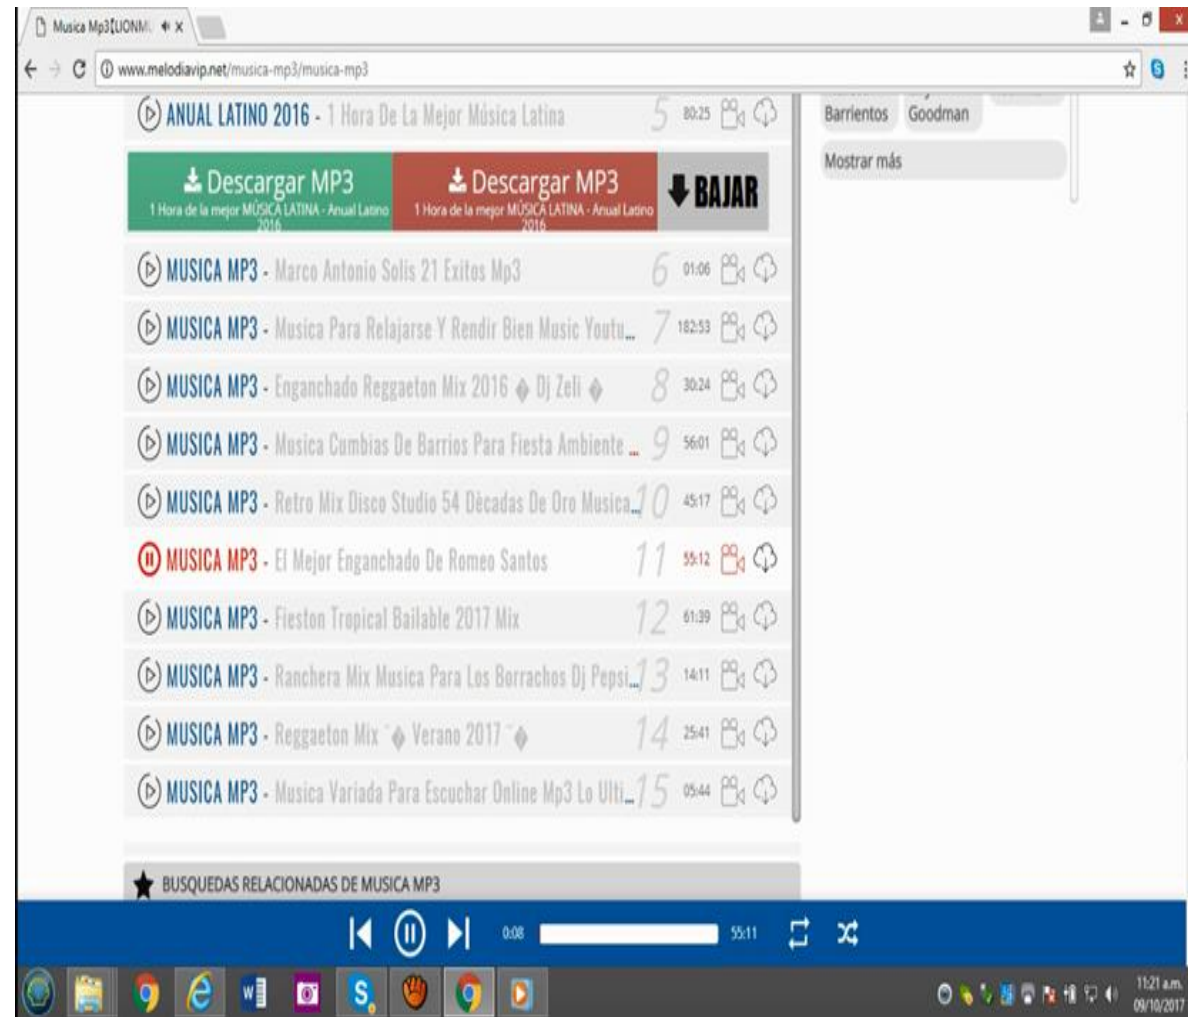 Musica Mp3【LIONM
www.melodiavip.net/musica-mp3/musica-mp3
ANUAL LATINO 2016 - 1 Hora De La Mejor Música Latina 5 80:25
Descargar MP3
1 Hora de la mejor MÚSICA LATINA - Anual Latino
2016
Descargar MP3
1 Hora de la mejor MÚSICA LATINA - Anual Latino
2016
BAJAR
MUSICA MP3 - Marco Antonio Solis 21 Exitos Mp3 6 01:06
MUSICA MP3 - Musica Para Relajarse Y Rendir Bien Music Youtu... 7 182:53
MUSICA MP3 - Enganchado Reggaeton Mix 2016 � Dj Zeli � 8 30:24
MUSICA MP3 - Musica Cumbias De Barrios Para Fiesta Ambiente ... 9 56:01
MUSICA MP3 - Retro Mix Disco Studio 54 Dècadas De Oro Musica... 10 45:17
MUSICA MP3 - El Mejor Enganchado De Romeo Santos 11 55:12
MUSICA MP3 - Fieston Tropical Bailable 2017 Mix 12 61:39
MUSICA MP3 - Ranchera Mix Musica Para Los Borrachos Dj Pepsi... 13 14:11
MUSICA MP3 - Reggaeton Mix ¨� Verano 2017 ¨� 14 25:41
MUSICA MP3 - Musica Variada Para Escuchar Online Mp3 Lo Ulti... 15 05:44
BUSQUEDAS RELACIONADAS DE MUSICA MP3
Barrientos
Goodman
Mostrar más
0:08 55:11
11:21 a.m.
09/10/2017